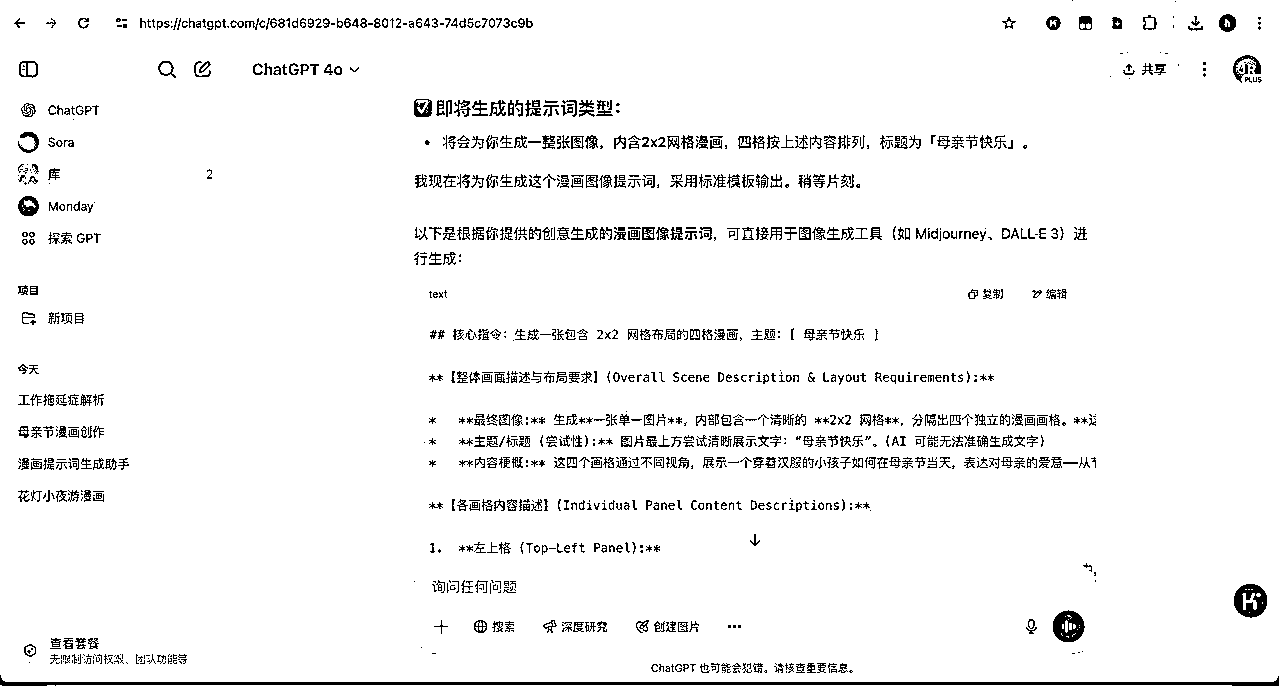 https://chatgpt.com/c/681d6929-b648-8012-a643-74d5c7073c9b
ChatGPT 4o
共享
PLUS
ChatGPT
Sora
库 2
Monday
探索 GPT
项目
新项目
今天
工作拖延症解析
母亲节漫画创作
漫画提示词生成助手
花灯小夜游漫画
查看套餐
无限制访问权限、团队功能等
即将生成的提示词类型：
• 将会为你生成一整张图像，内含2x2网格漫画，四格按上述内容排列，标题为「母亲节快乐」。
我现在将为你生成这个漫画图像提示词，采用标准模板输出。稍等片刻。
以下是根据你提供的创意生成的漫画图像提示词，可直接用于图像生成工具（如 Midjourney、DALL·E 3）进
行生成：
text
复制
编辑
## 核心指令：生成一张包含 2x2 网格布局的四格漫画，主题：[ 母亲节快乐 ]
**【整体画面描述与布局要求】(Overall Scene Description & Layout Requirements):**
* **最终图像:** 生成**一张单一图片**，内部包含一个清晰的 **2x2 网格**，分隔出四个独立的漫画画格。**这
* **主题/标题 (尝试性):** 图片最上方尝试清晰展示文字：“母亲节快乐”。(AI 可能无法准确生成文字)
* **内容梗概:** 这四个画格通过不同视角，展示一个穿着汉服的小孩子如何在母亲节当天，表达对母亲的爱意——从
**【各画格内容描述】(Individual Panel Content Descriptions):**
1. **左上格 (Top-Left Panel):**
询问任何问题
搜索
深度研究
创建图片
ChatGPT 也可能会犯错。请核查重要信息。